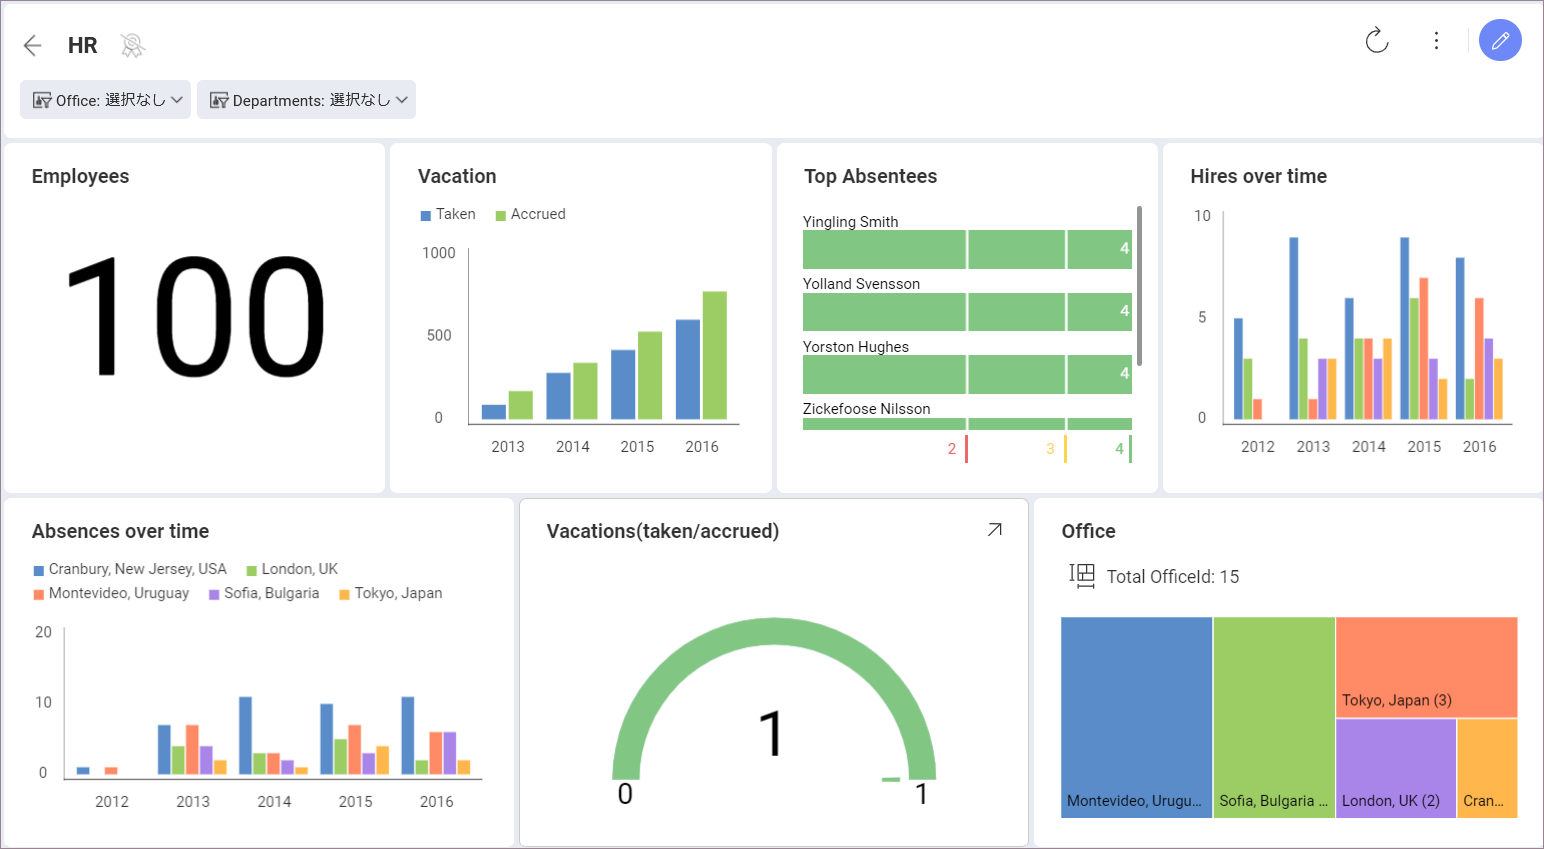 HR
Office: 選択なし
Departments: 選択なし
Employees
100
Vacation
Taken
Accrued
1000
500
0
2013 2014 2015 2016
Top Absentees
Yingling Smith
4
Yolland Svensson
4
Yorston Hughes
4
Zickefoose Nilsson
2 3 4
Hires over time
10
5
0
2012 2013 2014 2015 2016
Absences over time
Cranbury, New Jersey, USA
London, UK
Montevideo, Uruguay
Sofia, Bulgaria
Tokyo, Japan
20
10
0
2012 2013 2014 2015 2016
Vacations(taken/accrued)
1
0 1
Office
Total OfficeId: 15
Tokyo, Japan (3)
Montevideo, Urugu...
Sofia, Bulgaria ...
London, UK (2)
Cran...